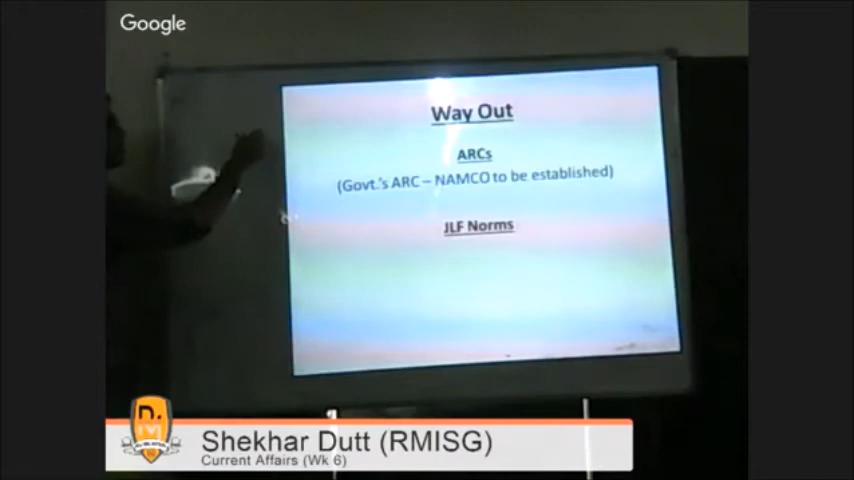 Google
Way Out
ARCs
(Govt.'s ARC – NAMCO to be established)
JLF Norms
Shekhar Dutt (RMISG)
Current Affairs (Wk 6)